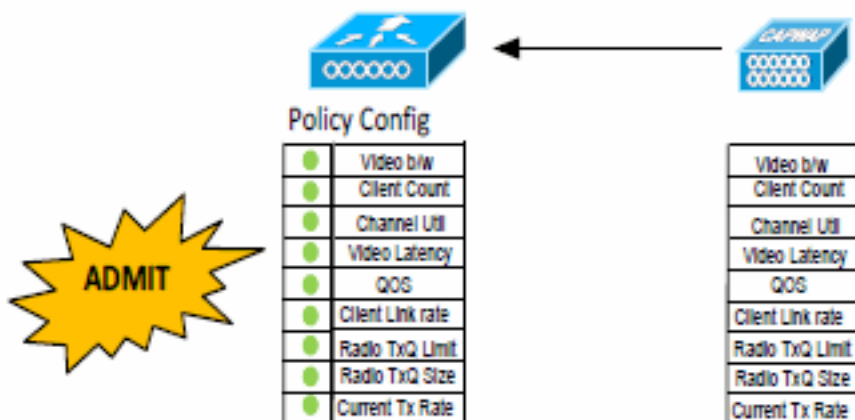 CAPWAP
Policy Config
Video b/w
Client Count
Channel Util
Video Latency
QOS
Client Link rate
Radio TxQ Limit
Radio TxQ Size
Current Tx Rate
ADMIT
Video b/w
Client Count
Channel Util
Video Latency
QOS
Client Link rate
Radio TxQ Limit
Radio TxQ Size
Current Tx Rate